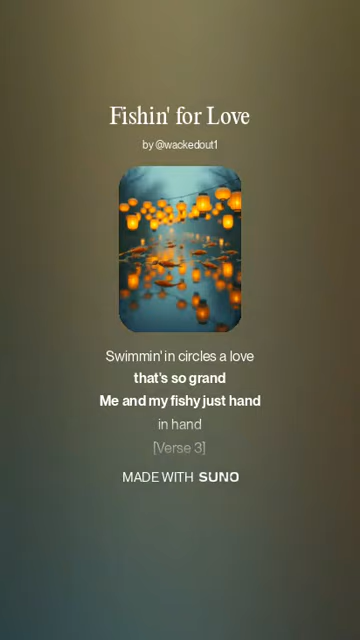 Fishin' for Love
by @wackedout1
Swimmin' in circles a love
that's so grand
Me and my fishy just hand
in hand
[Verse 3]
MADE WITH SUNO